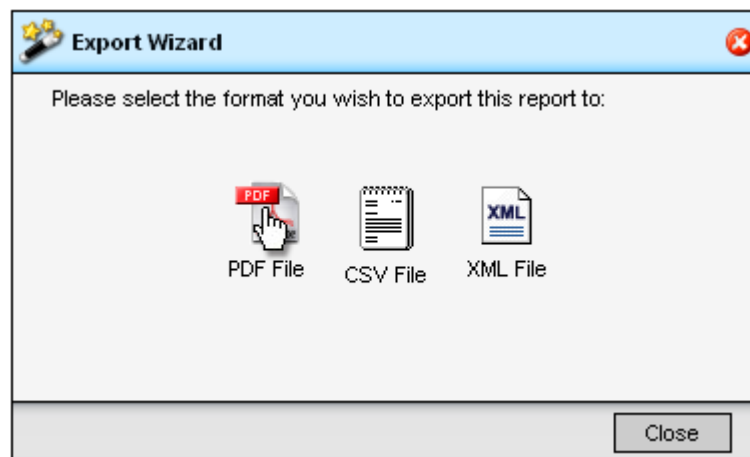 Export Wizard
Please select the format you wish to export this report to:
PDF
XML
PDF File
CSV File
XML File
Close